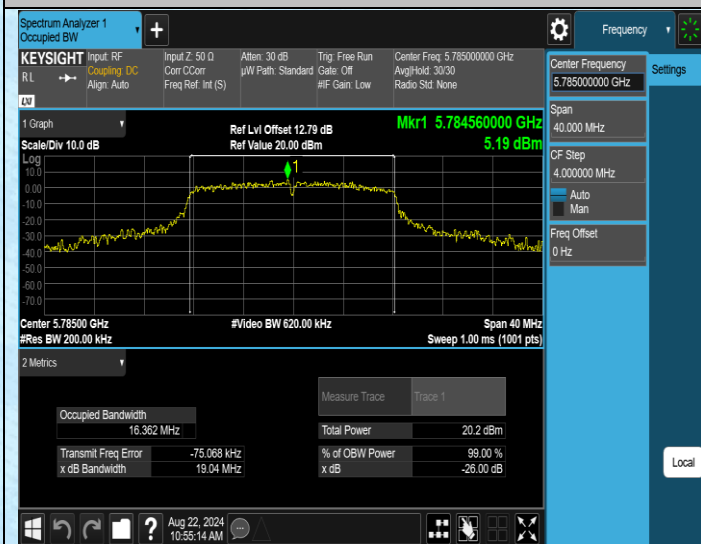 Spectrum Analyzer 1
Occupied BW
Frequency
KEYSIGHT
Input: RF
Input Z: 50 Ω
Atten: 30 dB
Trig: Free Run
Center Freq: 5.785000000 GHz
R L
Coupling: DC
Corr CCorr
µW Path: Standard
Gate: Off
Avg|Hold: 30/30
Align: Auto
Freq Ref: Int (S)
#IF Gain: Low
Radio Std: None
LXI
Center Frequency
5.785000000 GHz
Settings
Span
40.000 MHz
CF Step
4.000000 MHz
Auto
Man
Freq Offset
0 Hz
1 Graph
Ref Lvl Offset 12.79 dB
Mkr1 5.784560000 GHz
Scale/Div 10.0 dB
Ref Value 20.00 dBm
5.19 dBm
Log
1
10.0
0.00
-10.0
-20.0
-30.0
-40.0
-50.0
-60.0
-70.0
Center 5.78500 GHz
#Video BW 620.00 kHz
Span 40 MHz
#Res BW 200.00 kHz
Sweep 1.00 ms (1001 pts)
2 Metrics
Measure Trace
Trace 1
Occupied Bandwidth
16.362 MHz
Total Power
20.2 dBm
Transmit Freq Error
-75.068 kHz
% of OBW Power
99.00 %
x dB Bandwidth
19.04 MHz
x dB
-26.00 dB
Local
?
Aug 22, 2024
10:55:14 AM